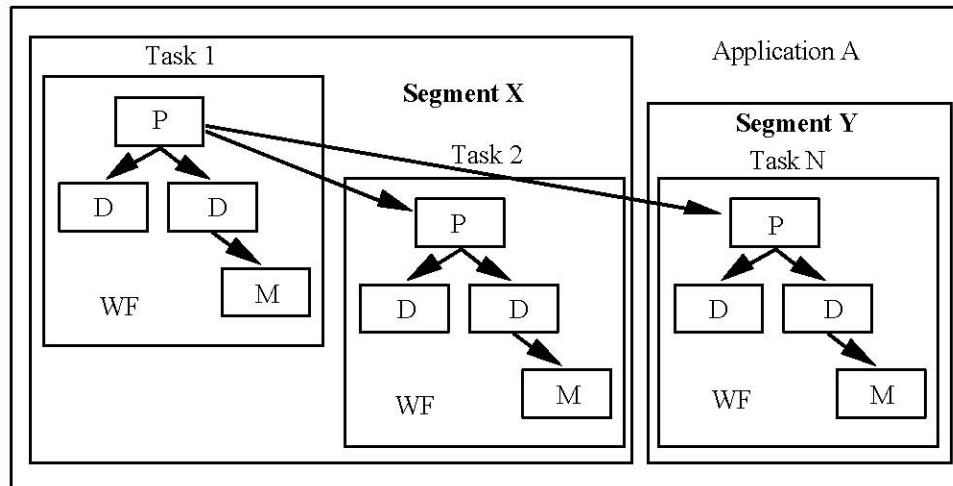 Task 1
Application A
Segment X
P
Segment Y
Task 2
Task N
D
D
P
P
M
WF
D
D
D
D
WF
M
WF
M